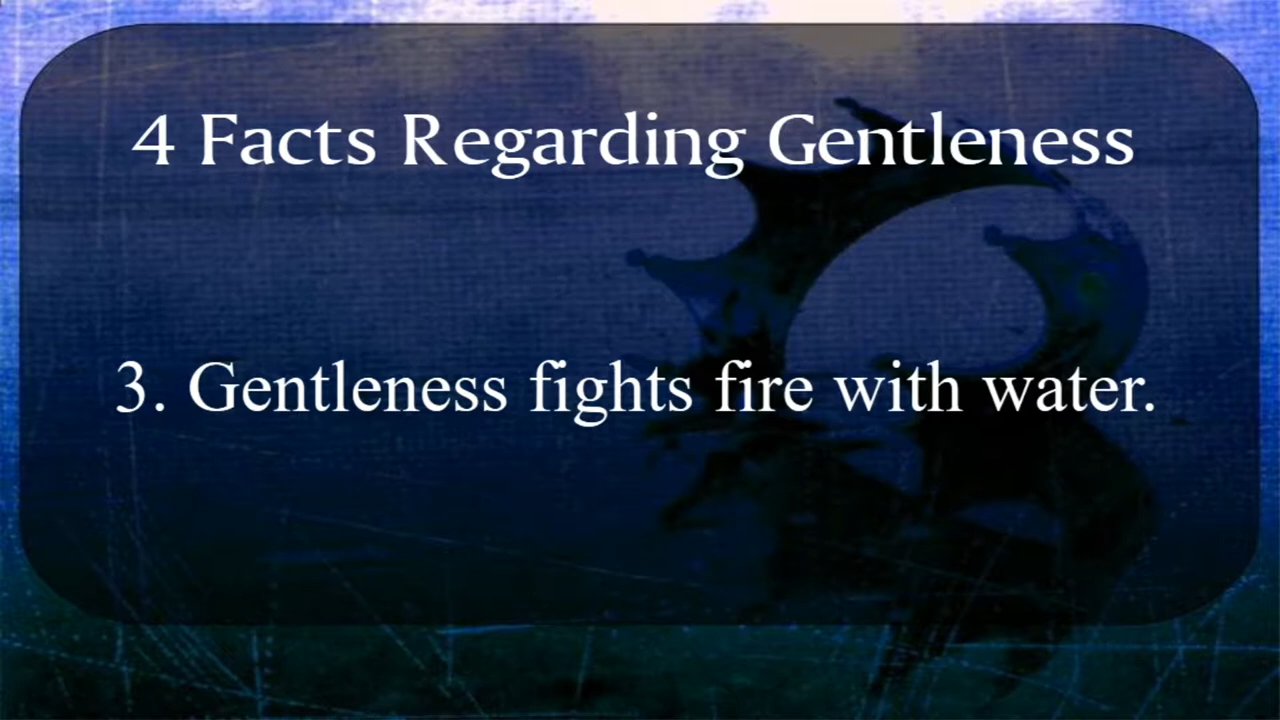 4 Facts Regarding Gentleness
3. Gentleness fights fire with water.